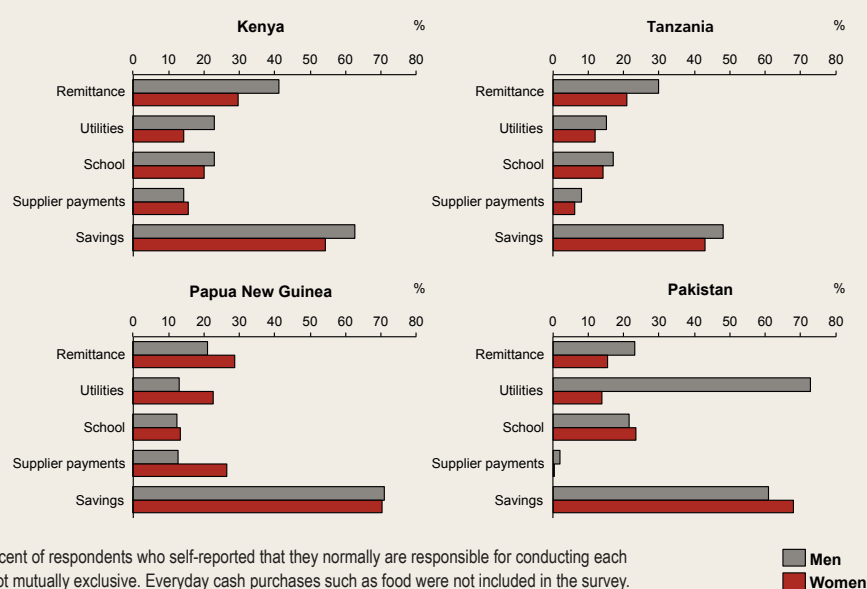 Kenya %
0 10 20 30 40 50 60 70 80
Remittance
Utilities
School
Supplier payments
Savings
Tanzania %
0 10 20 30 40 50 60 70 80
Remittance
Utilities
School
Supplier payments
Savings
Papua New Guinea %
0 10 20 30 40 50 60 70 80
Remittance
Utilities
School
Supplier payments
Savings
Pakistan %
0 10 20 30 40 50 60 70 80
Remittance
Utilities
School
Supplier payments
Savings
cent of respondents who self-reported that they normally are responsible for conducting each
ot mutually exclusive. Everyday cash purchases such as food were not included in the survey.
Men
Women